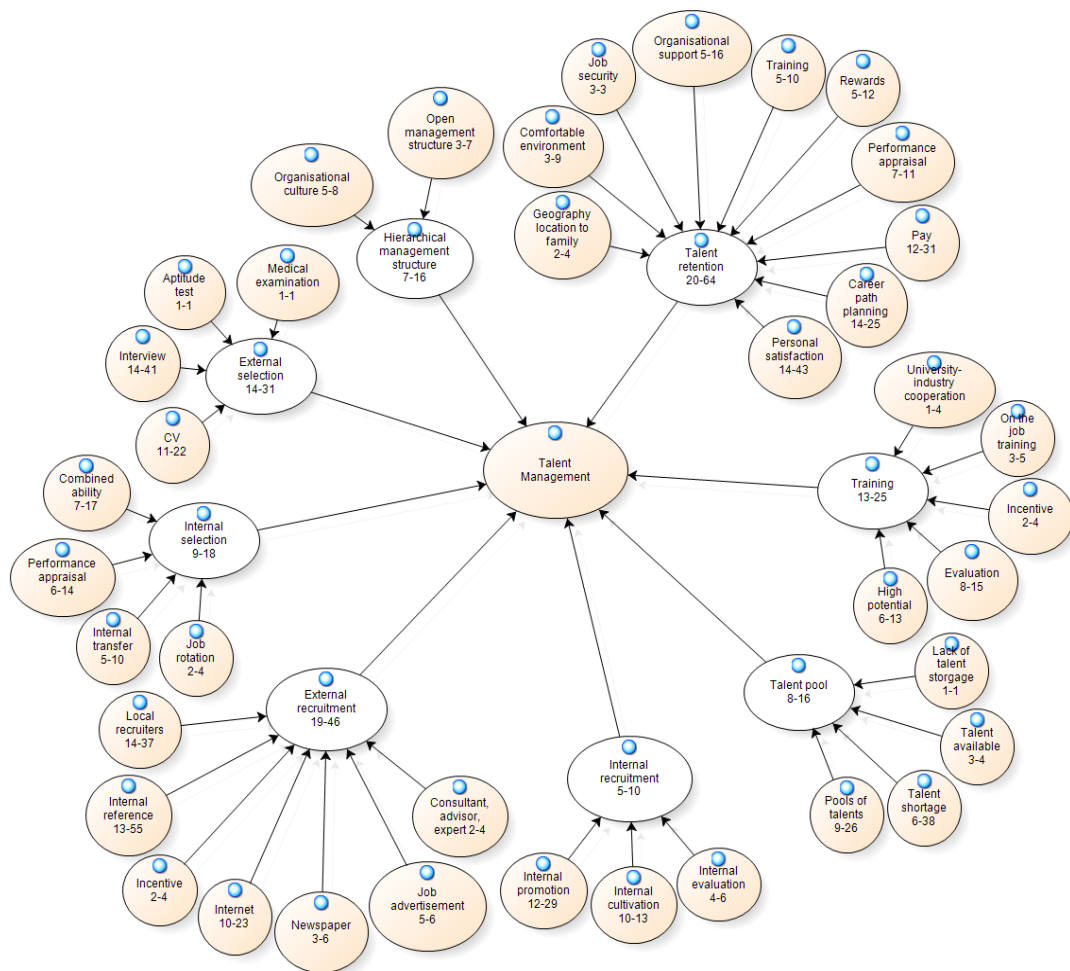 Organisational
support 5-16
Training
5-10
Rewards
5-12
Job
security
3-3
Open
management
structure 3-7
Comfortable
environment
3-9
Performance
appraisal
7-11
Organisational
culture 5-8
Geography
location to
family
2-4
Hierarchical
management
structure
7-16
Talent
retention
20-64
Pay
12-31
Career
path
planning
14-25
Personal
satisfaction
14-43
Aptitude
test
1-1
Medical
examination
1-1
Interview
14-41
External
selection
14-31
CV
11-22
University-
industry
cooperation
1-4
On the
job
training
3-5
Talent
Management
Training
13-25
Incentive
2-4
Evaluation
8-15
High
potential
6-13
Combined
ability
7-17
Internal
selection
9-18
Performance
appraisal
6-14
Internal
transfer
5-10
Job
rotation
2-4
External
recruitment
19-46
Local
recruiters
14-37
Internal
reference
13-55
Incentive
2-4
Internet
10-23
Newspaper
3-6
Job
advertisement
5-6
Consultant,
advisor,
expert 2-4
Internal
recruitment
5-10
Internal
promotion
12-29
Internal
cultivation
10-13
Internal
evaluation
4-6
Talent pool
8-16
Lack of
talent
storgage
1-1
Talent
available
3-4
Talent
shortage
6-38
Pools of
talents
9-26